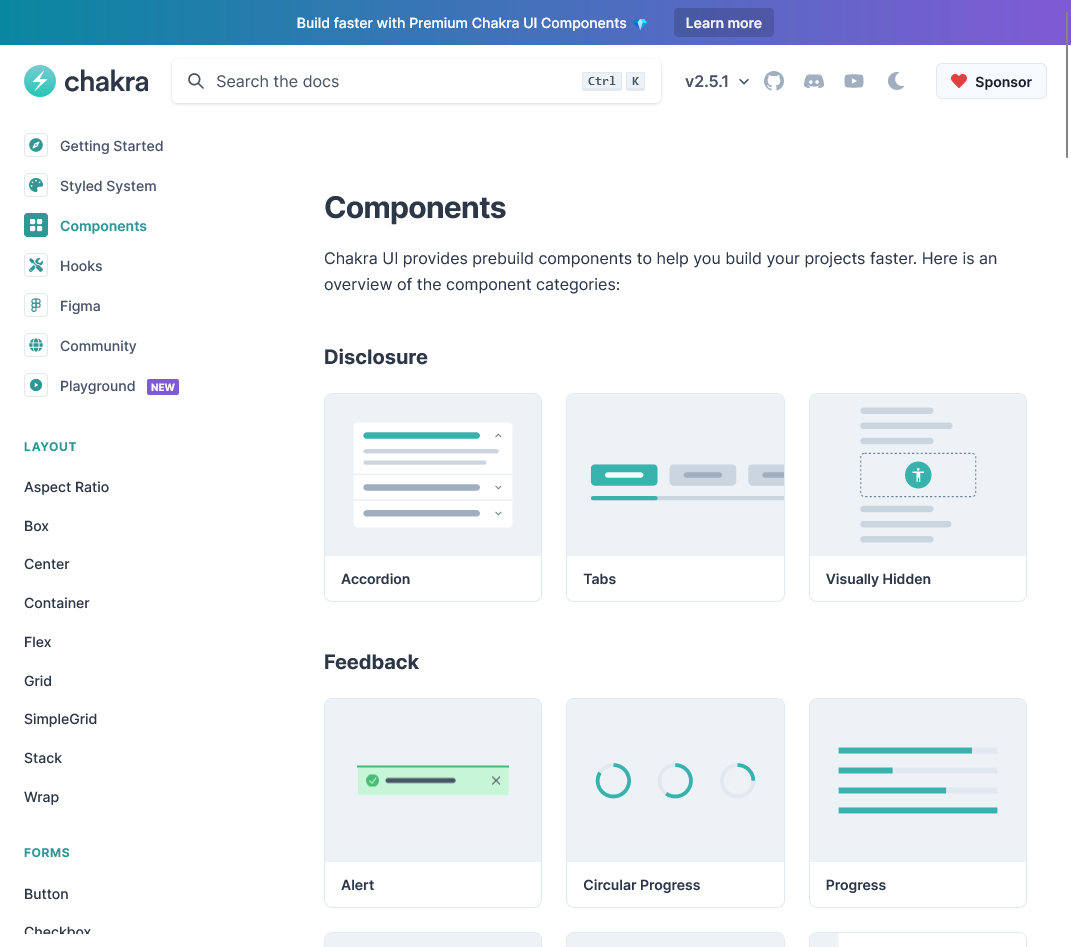 Build faster with Premium Chakra UI Components 💎 Learn more
chakra
Search the docs Ctrl K
v2.5.1
Sponsor
Getting Started
Styled System
Components
Hooks
Figma
Community
Playground NEW
LAYOUT
Aspect Ratio
Box
Center
Container
Flex
Grid
SimpleGrid
Stack
Wrap
FORMS
Button
Checkbox
Components
Chakra UI provides prebuild components to help you build your projects faster. Here is an
overview of the component categories:
Disclosure
Accordion
Tabs
Visually Hidden
Feedback
Alert
Circular Progress
Progress